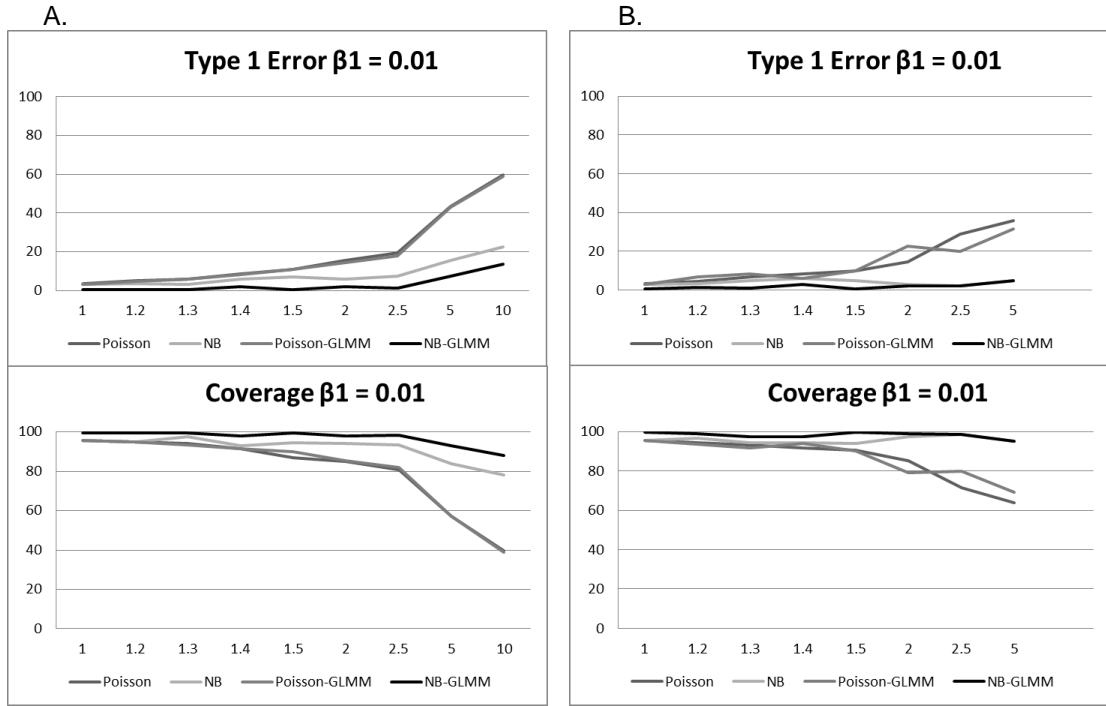 A.
Type 1 Error β1 = 0.01
100
80
60
40
20
0
1 1.2 1.3 1.4 1.5 2 2.5 5 10
Poisson NB Poisson-GLMM NB-GLMM
Coverage β1 = 0.01
100
80
60
40
20
0
1 1.2 1.3 1.4 1.5 2 2.5 5 10
Poisson NB Poisson-GLMM NB-GLMM
B.
Type 1 Error β1 = 0.01
100
80
60
40
20
0
1 1.2 1.3 1.4 1.5 2 2.5 5
Poisson NB Poisson-GLMM NB-GLMM
Coverage β1 = 0.01
100
80
60
40
20
0
1 1.2 1.3 1.4 1.5 2 2.5 5
Poisson NB Poisson-GLMM NB-GLMM